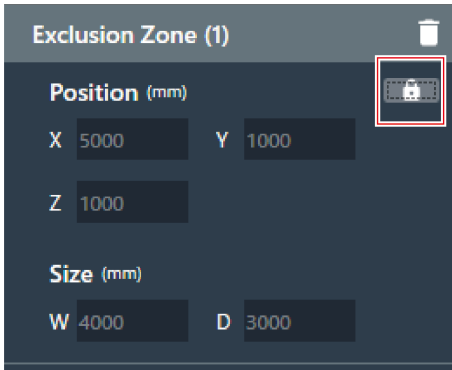 Exclusion Zone (1)
Position (mm)
X 5000 Y 1000
Z 1000
Size (mm)
W 4000 D 3000